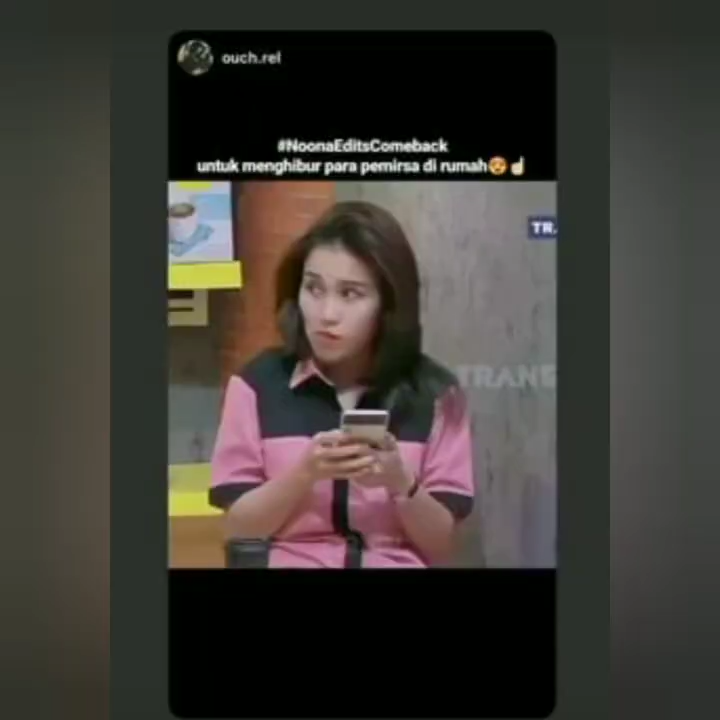 ouch.rel
#NoonaEditsComeback
untuk menghibur para pemirsa di rumah😍☝
TR
TRANS